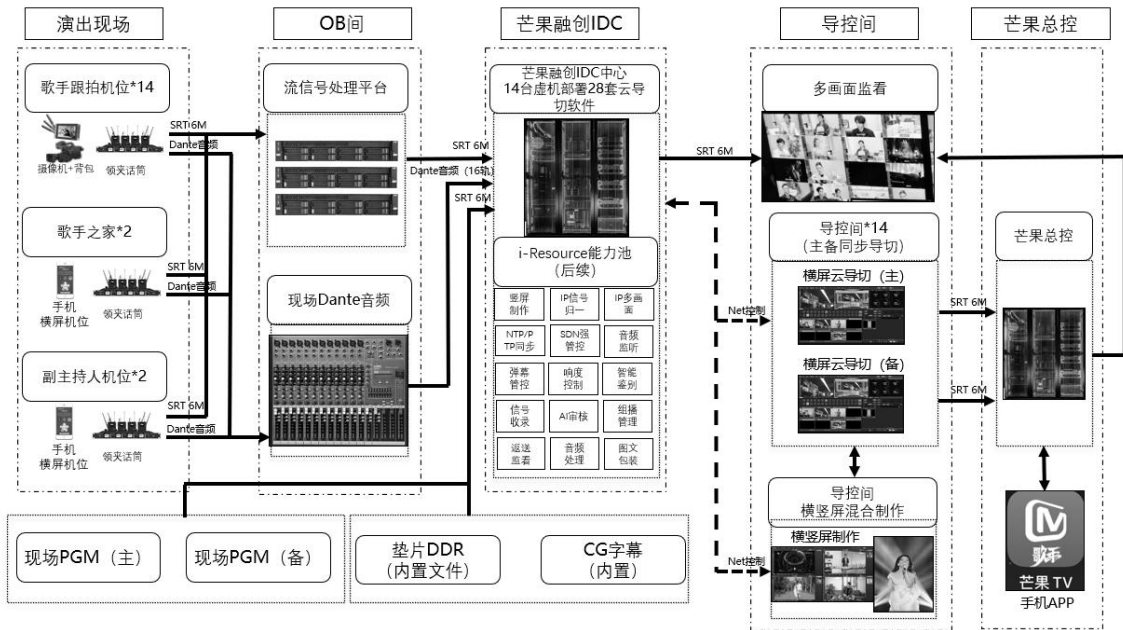 演出现场
OB间
芒果融创IDC
导控间
芒果总控
歌手跟拍机位*14
摄像机+背包
领夹话筒
SRT 6M
Dante音频
歌手之家*2
手机
横屏机位
领夹话筒
SRT 6M
Dante音频
副主持人机位*2
手机
横屏机位
领夹话筒
SRT 6M
Dante音频
流信号处理平台
现场Dante音频
SRT 6M
Dante音频（16轨）
SRT 6M
芒果融创IDC中心
14台虚机部署28套云导
切软件
i-Resource能力池
（后续）
竖屏
制作
IP信号
归一
IP多画
面
NTP/P
TP同步
SDN强
管控
音频
监听
弹幕
管控
响度
控制
智能
鉴别
信号
收录
AI审核
组播
管理
返送
监看
音频
处理
图文
包装
SRT 6M
Net控制
Net控制
多画面监看
导控间*14
（主备同步导切）
横屏云导切（主）
横屏云导切（备）
SRT 6M
SRT 6M
导控间
横竖屏混合制作
横竖屏制作
芒果总控
歌手
芒果 TV
手机APP
现场PGM（主）
现场PGM（备）
垫片DDR
（内置文件）
CG字幕
（内置）